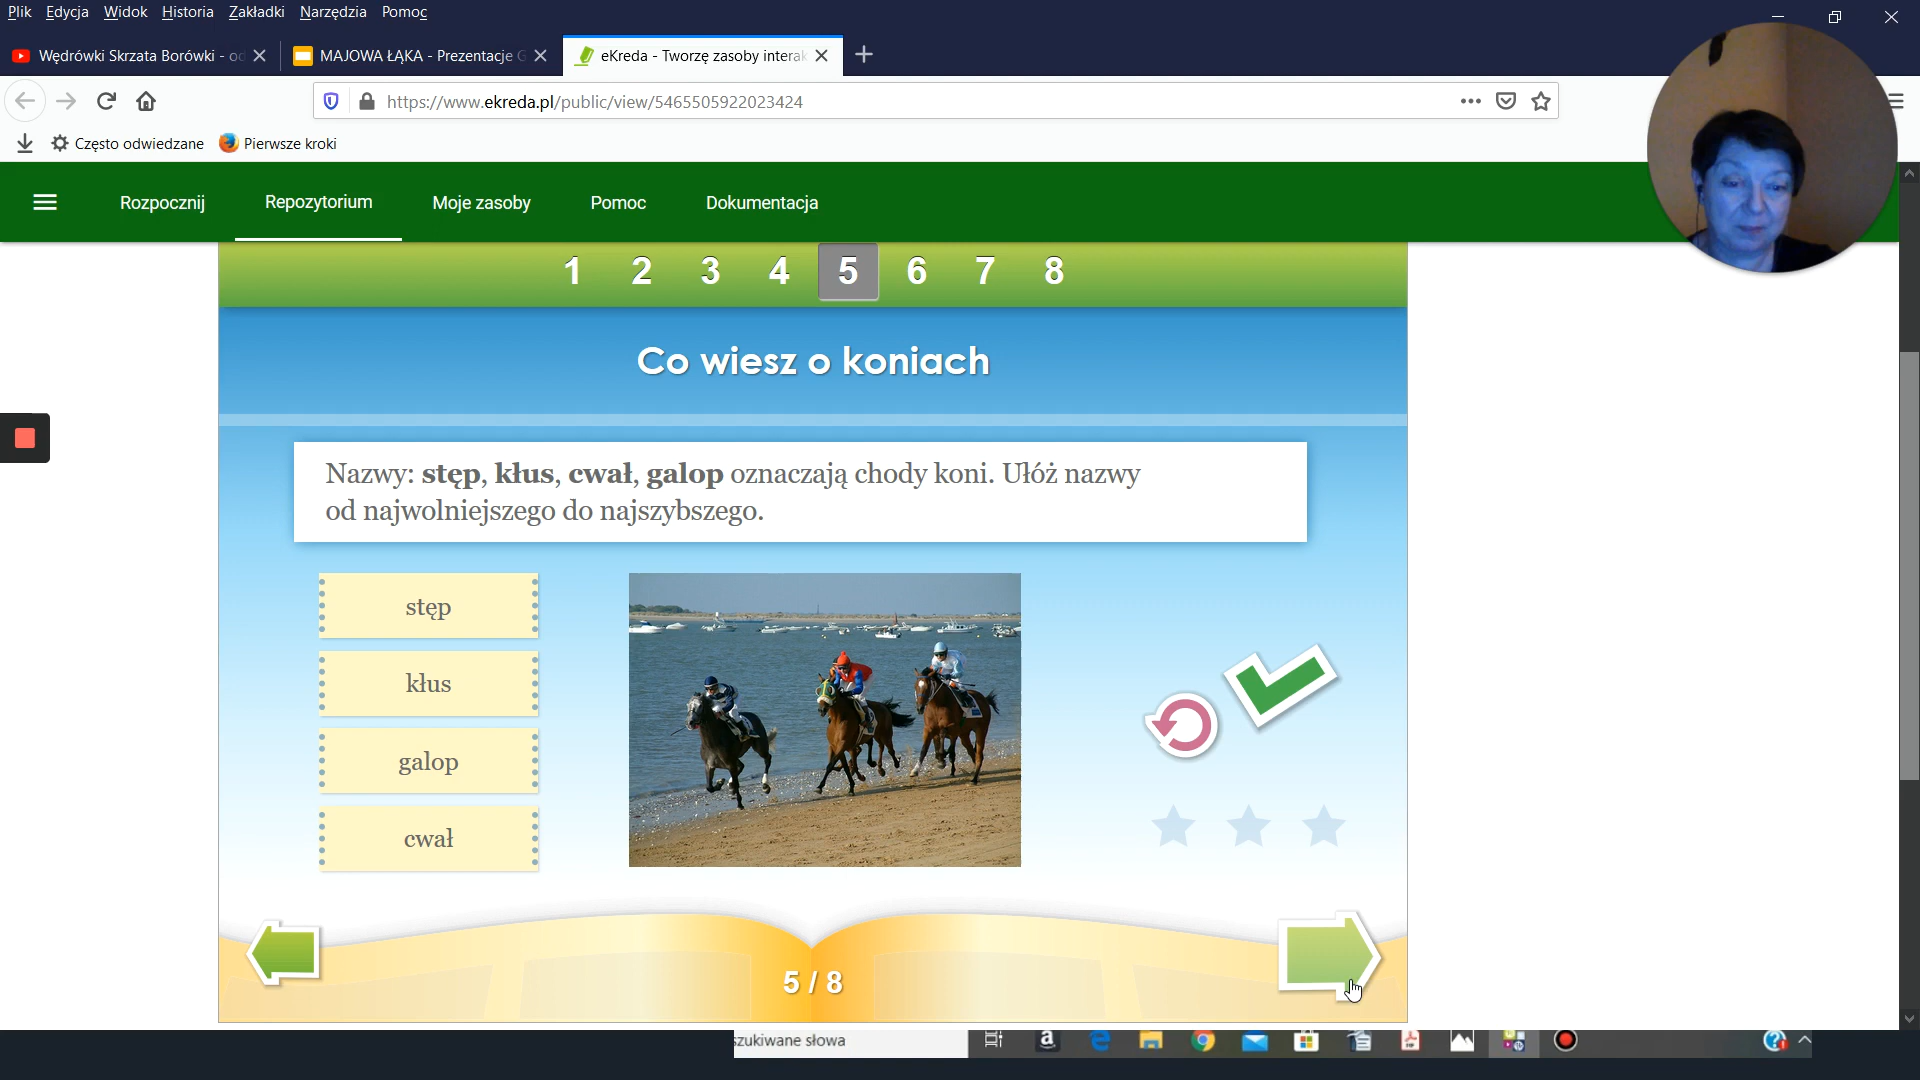 Plik Edycja Widok Historia Zakładki Narzędzia Pomoc
Wędrówki Skrzata Borówki - od
MAJOWA ŁĄKA - Prezentacje G
eKreda - Tworzę zasoby interak
https://www.ekreda.pl/public/view/5465505922023424
Często odwiedzane
Pierwsze kroki
Rozpocznij Repozytorium Moje zasoby Pomoc Dokumentacja
1 2 3 4 5 6 7 8
Co wiesz o koniach
Nazwy: stęp, kłus, cwał, galop oznaczają chody koni. Ułóż nazwy
od najwolniejszego do najszybszego.
stęp
kłus
galop
cwał
5 / 8
szukiwane słowa